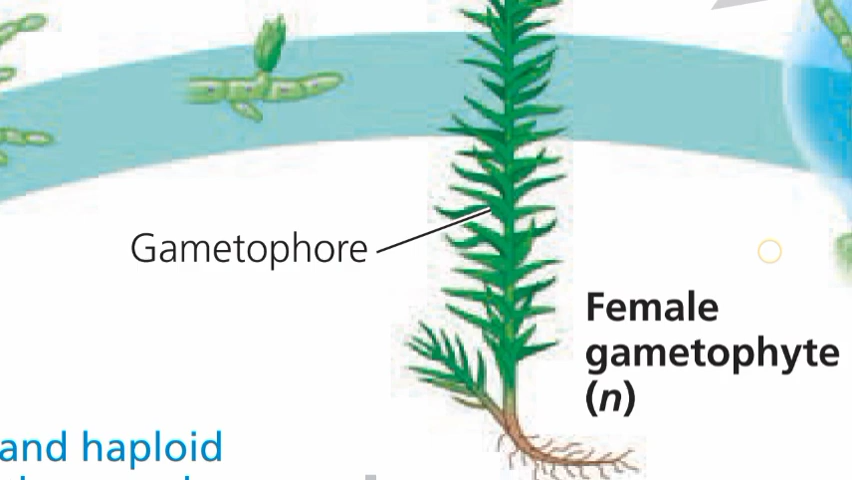 Gametophore
Female
gametophyte
(n)
and haploid